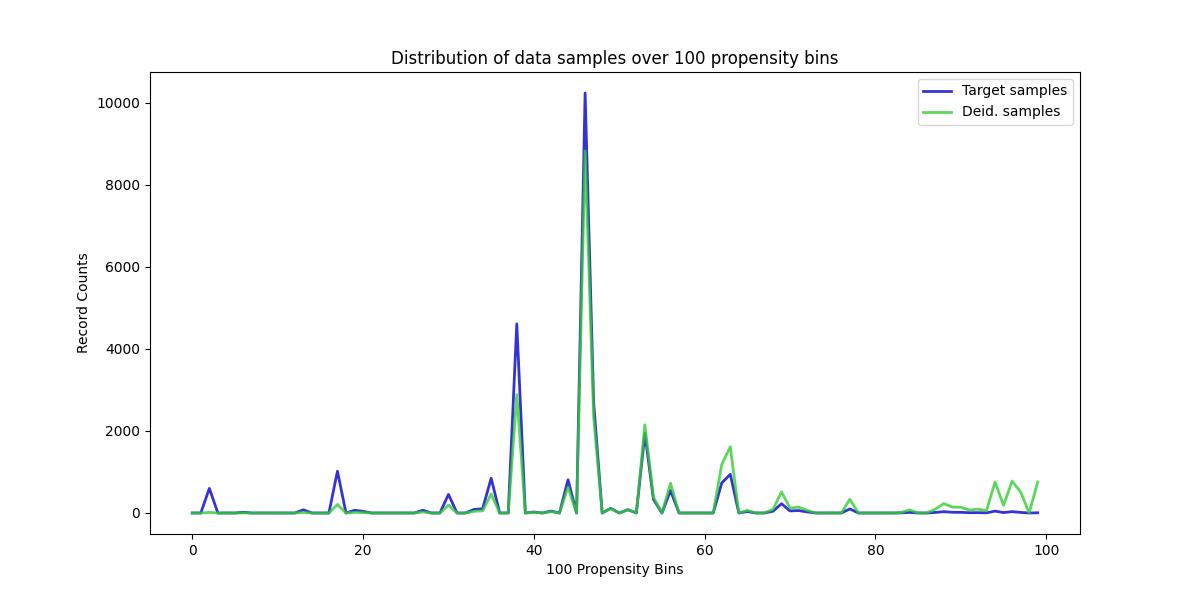 Distribution of data samples over 100 propensity bins
Target samples
Deid. samples
10000
8000
6000
4000
2000
0
Record Counts
0 20 40 60 80 100
100 Propensity Bins